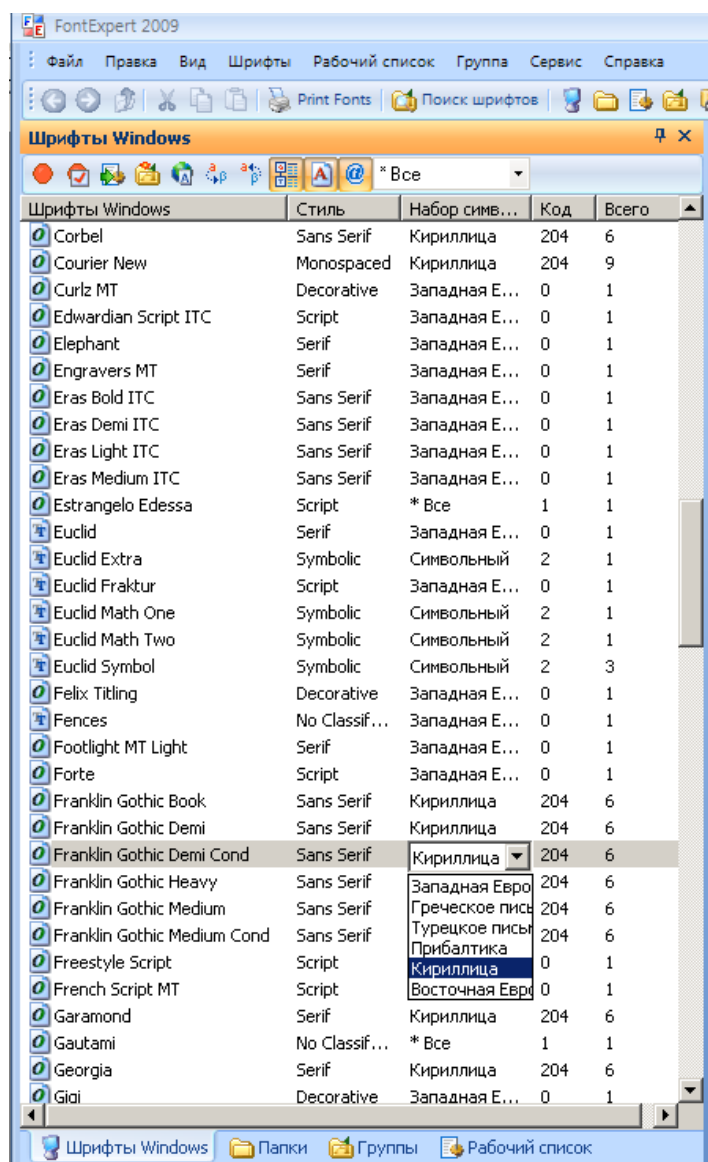 FontExpert 2009
Файл Правка Вид Шрифты Рабочий список Группа Сервис Справка
Print Fonts Поиск шрифтов
Шрифты Windows
* Все
Шрифты Windows Стиль Набор симв... Код Всего
Corbel Sans Serif Кириллица 204 6
Courier New Monospaced Кириллица 204 9
Curlz MT Decorative Западная Е... 0 1
Edwardian Script ITC Script Западная Е... 0 1
Elephant Serif Западная Е... 0 1
Engravers MT Serif Западная Е... 0 1
Eras Bold ITC Sans Serif Западная Е... 0 1
Eras Demi ITC Sans Serif Западная Е... 0 1
Eras Light ITC Sans Serif Западная Е... 0 1
Eras Medium ITC Sans Serif Западная Е... 0 1
Estrangelo Edessa Script * Все 1 1
Euclid Serif Западная Е... 0 1
Euclid Extra Symbolic Символьный 2 1
Euclid Fraktur Script Западная Е... 0 1
Euclid Math One Symbolic Символьный 2 1
Euclid Math Two Symbolic Символьный 2 1
Euclid Symbol Symbolic Символьный 2 3
Felix Titling Decorative Западная Е... 0 1
Fences No Classif... Западная Е... 0 1
Footlight MT Light Serif Западная Е... 0 1
Forte Script Западная Е... 0 1
Franklin Gothic Book Sans Serif Кириллица 204 6
Franklin Gothic Demi Sans Serif Кириллица 204 6
Franklin Gothic Demi Cond Sans Serif Кириллица 204 6
Franklin Gothic Heavy Sans Serif Западная Евро 204 6
Franklin Gothic Medium Sans Serif Греческое пись 204 6
Franklin Gothic Medium Cond Sans Serif Турецкое письм 204 6
Прибалтика
Freestyle Script Script Кириллица 0 1
French Script MT Script Восточная Евро 0 1
Garamond Serif Кириллица 204 6
Gautami No Classif... * Все 1 1
Georgia Serif Кириллица 204 6
Gigi Decorative Западная Е... 0 1
Шрифты Windows Папки Группы Рабочий список